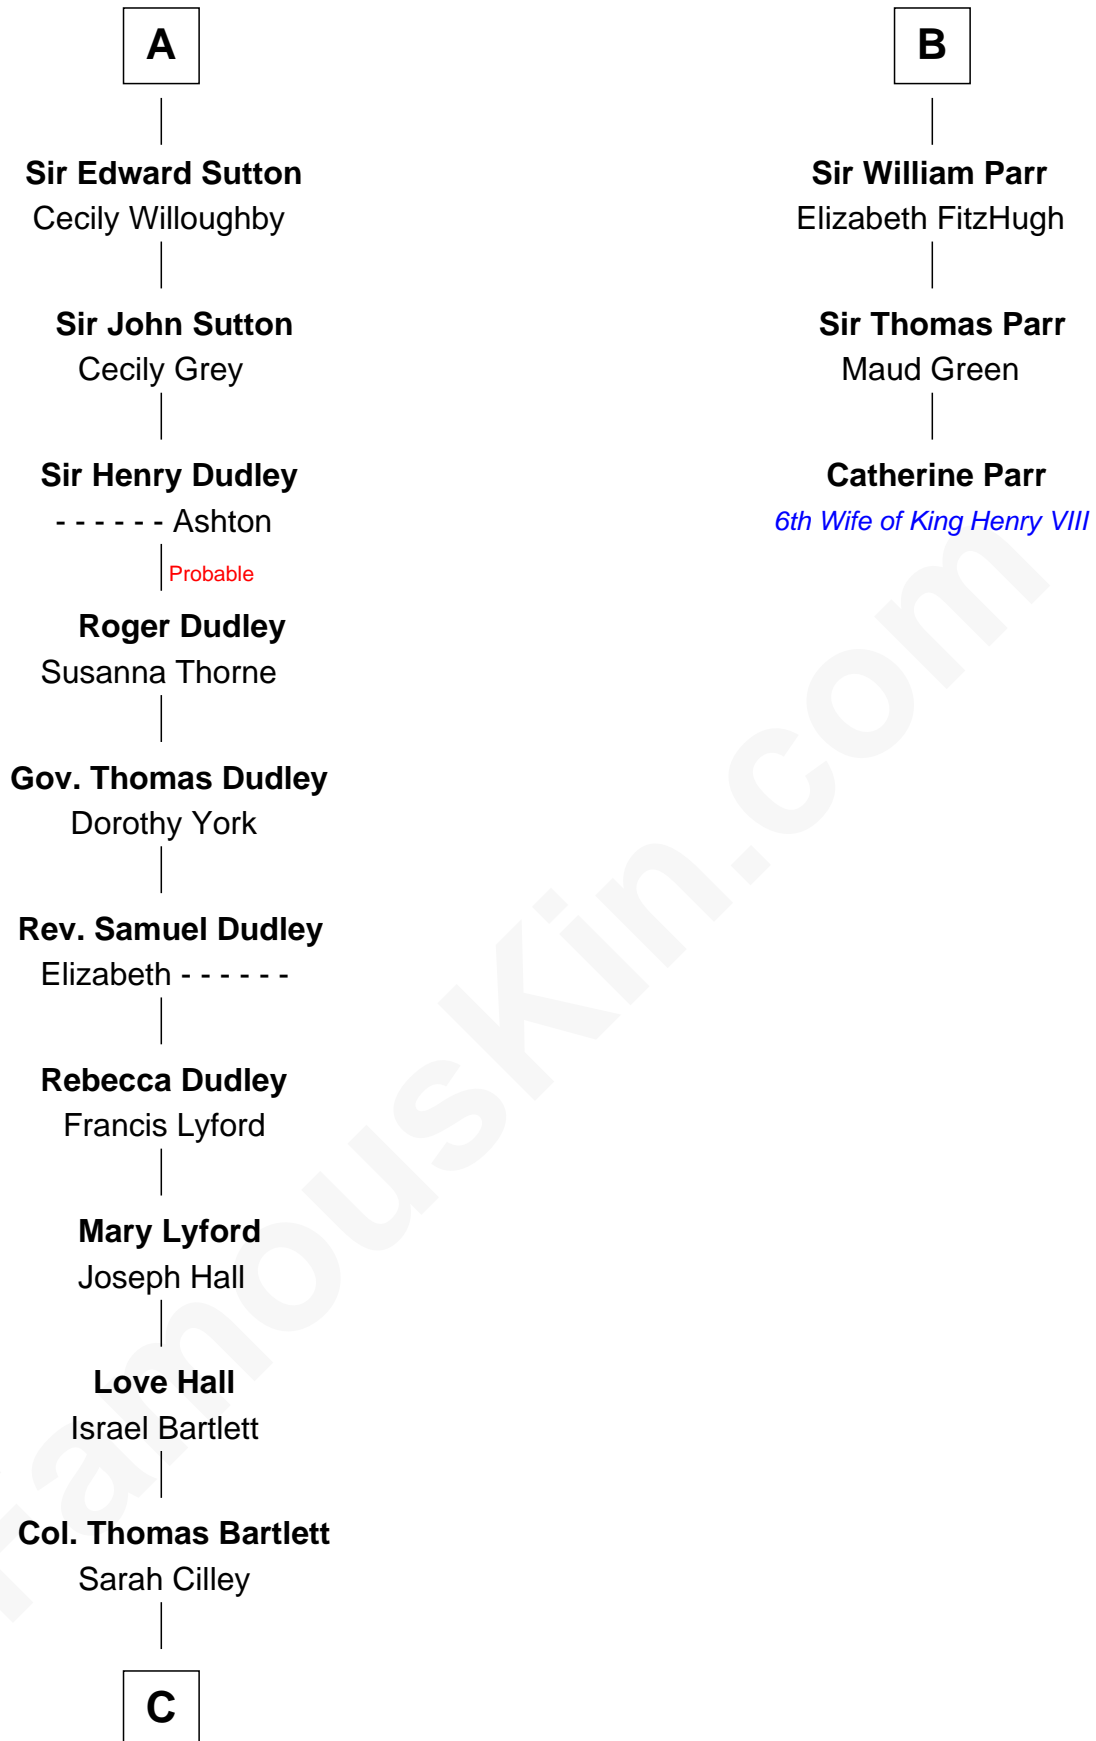 A
Sir Edward Sutton
Cecily Willoughby
Sir John Sutton
Cecily Grey
Sir Henry Dudley
- - - - - - Ashton
Probable
Roger Dudley
Susanna Thorne
Gov. Thomas Dudley
Dorothy York
Rev. Samuel Dudley
Elizabeth - - - - - -
Rebecca Dudley
Francis Lyford
Mary Lyford
Joseph Hall
Love Hall
Israel Bartlett
Col. Thomas Bartlett
Sarah Cilley
C
B
Sir William Parr
Elizabeth FitzHugh
Sir Thomas Parr
Maud Green
Catherine Parr
6th Wife of King Henry VIII
FamousKin.com